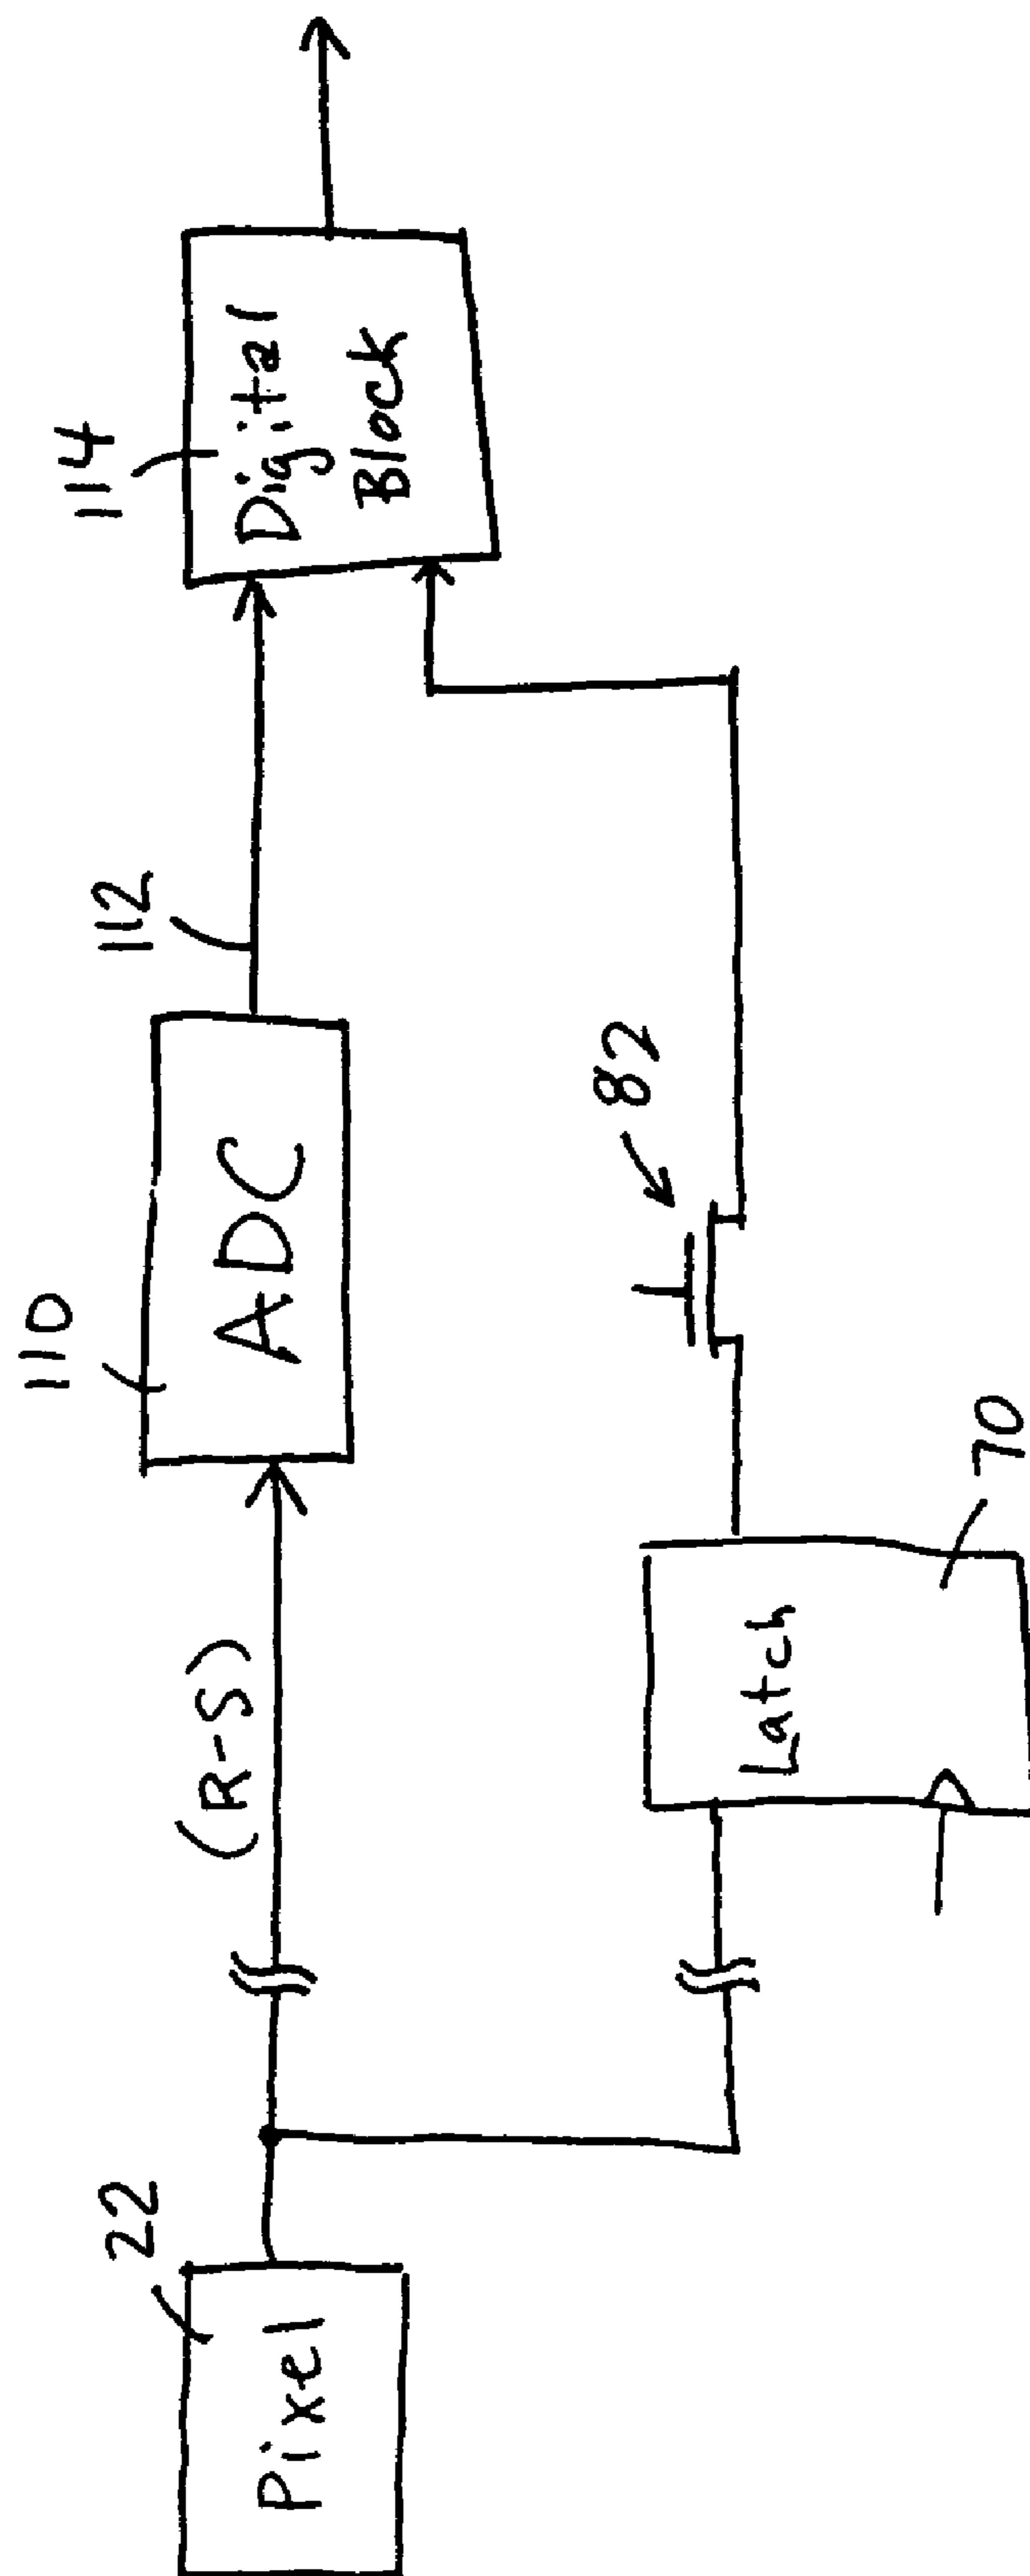 22
Pixel
(R-S)
110
ADC
112
114
Digital
Block
Latch
70
82